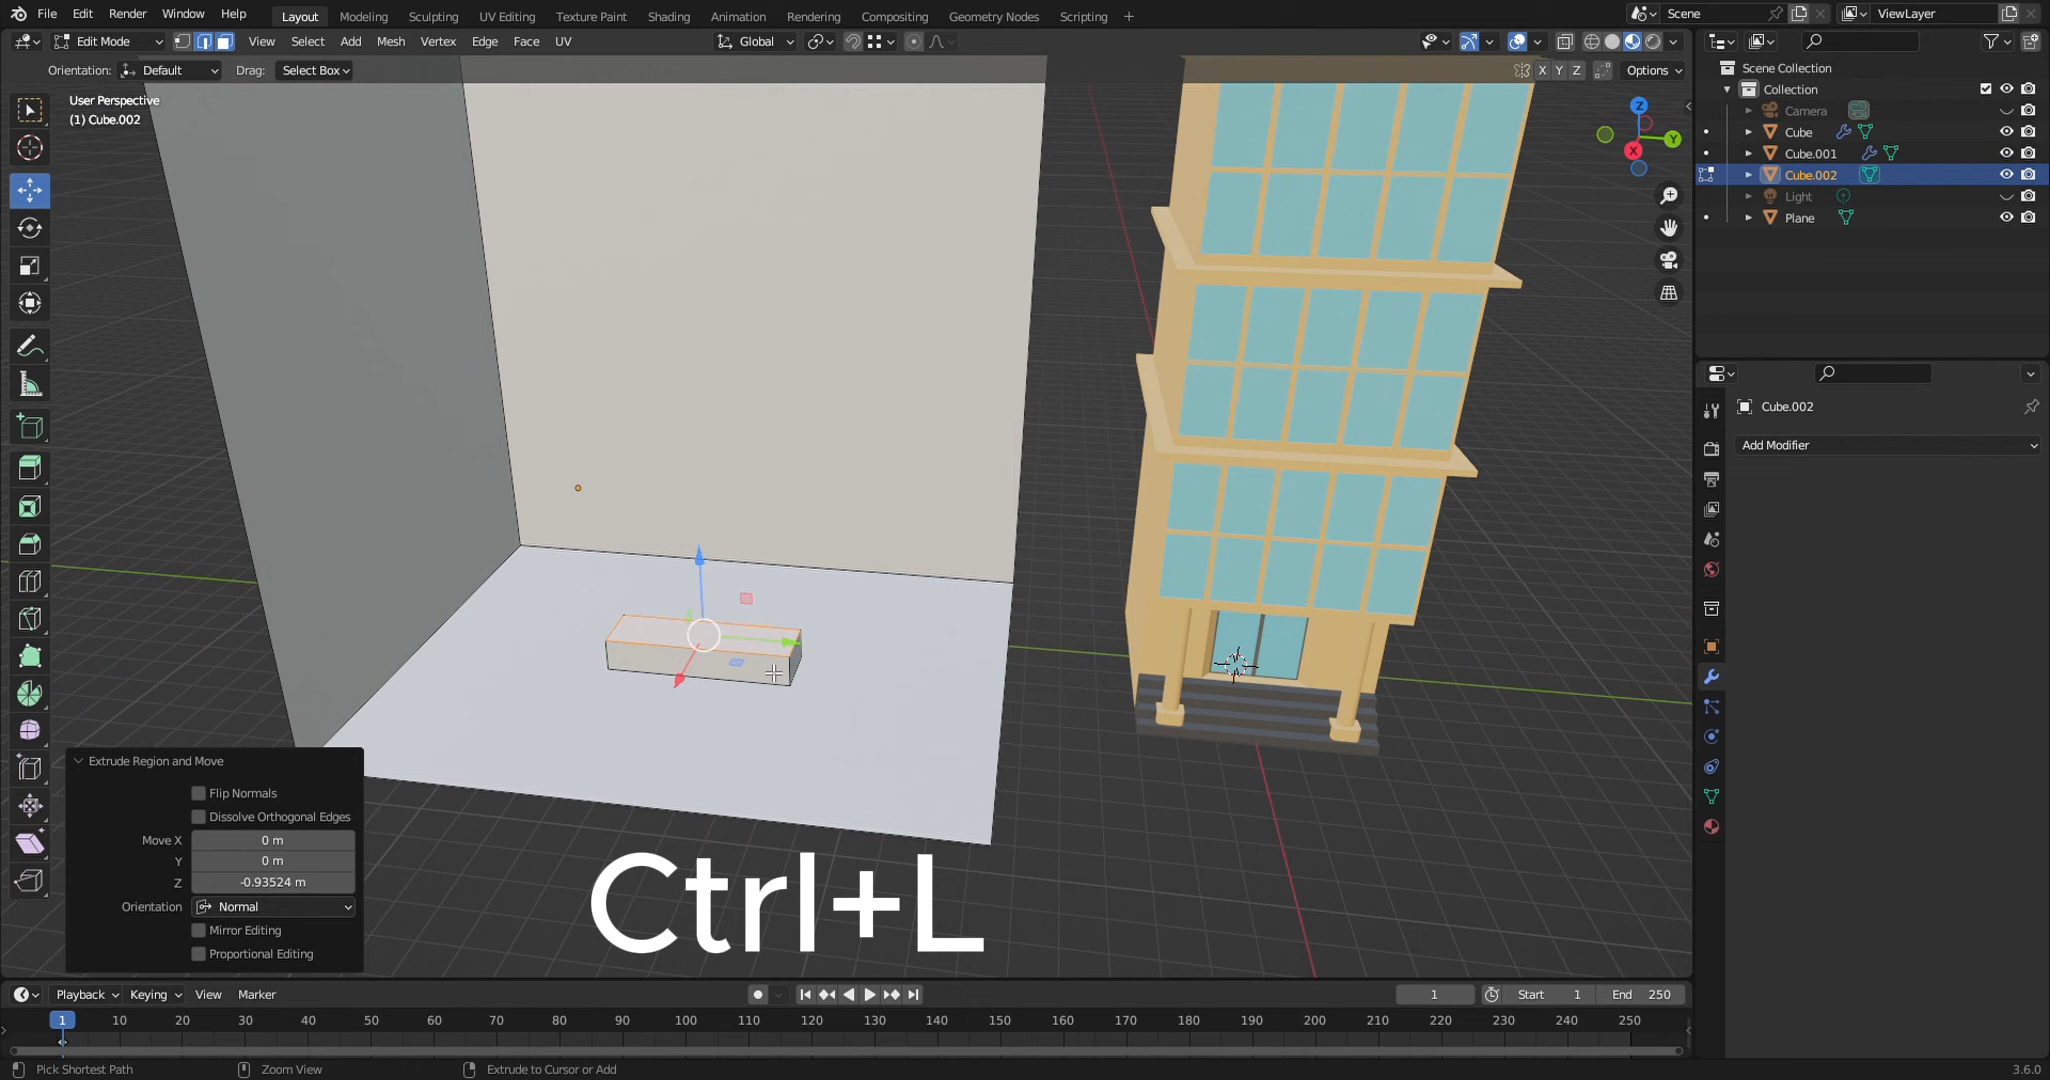 File Edit Render Window Help Layout Modeling Sculpting UV Editing Texture Paint Shading Animation Rendering Compositing Geometry Nodes Scripting + Scene ViewLayer
Edit Mode View Select Add Mesh Vertex Edge Face UV Global
Orientation: Default Drag: Select Box X Y Z Options
User Perspective
(1) Cube.002
Z
Y
X
Scene Collection
Collection
Camera
Cube
Cube.001
Cube.002
Light
Plane
Cube.002
Add Modifier
Extrude Region and Move
Flip Normals
Dissolve Orthogonal Edges
Move X 0 m
Y 0 m
Z -0.93524 m
Orientation Normal
Mirror Editing
Proportional Editing
Ctrl+L
Playback Keying View Marker 1 Start 1 End 250
1 10 20 30 40 50 60 70 80 90 100 110 120 130 140 150 160 170 180 190 200 210 220 230 240 250
Pick Shortest Path Zoom View Extrude to Cursor or Add 3.6.0